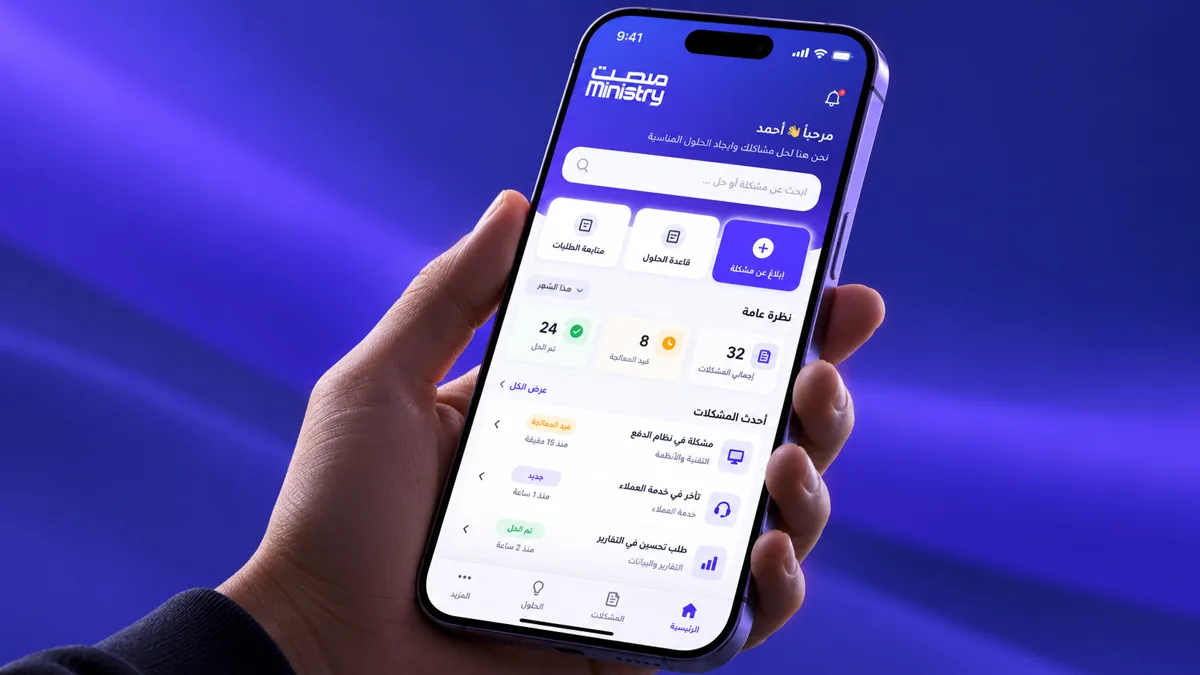 9:41
منصت
Ministry
مرحباً 👋 أحمد
نحن هنا لحل مشاكلك وايجاد الحلول المناسبة
ابحث عن مشكلة أو حل ...
إبلاغ عن مشكلة
قاعدة الحلول
متابعة الطلبات
نظرة عامة
هذا الشهر
32
إجمالي المشكلات
8
قيد المعالجة
24
تم الحل
أحدث المشكلات
عرض الكل
مشكلة في نظام الدفع
التقنية والأنظمة
قيد المعالجة
منذ 15 دقيقة
تأخر في خدمة العملاء
خدمة العملاء
جديد
منذ 1 ساعة
طلب تحسين في التقارير
التقارير والبيانات
تم الحل
منذ 2 ساعة
الرئيسية
المشكلات
الحلول
المزيد